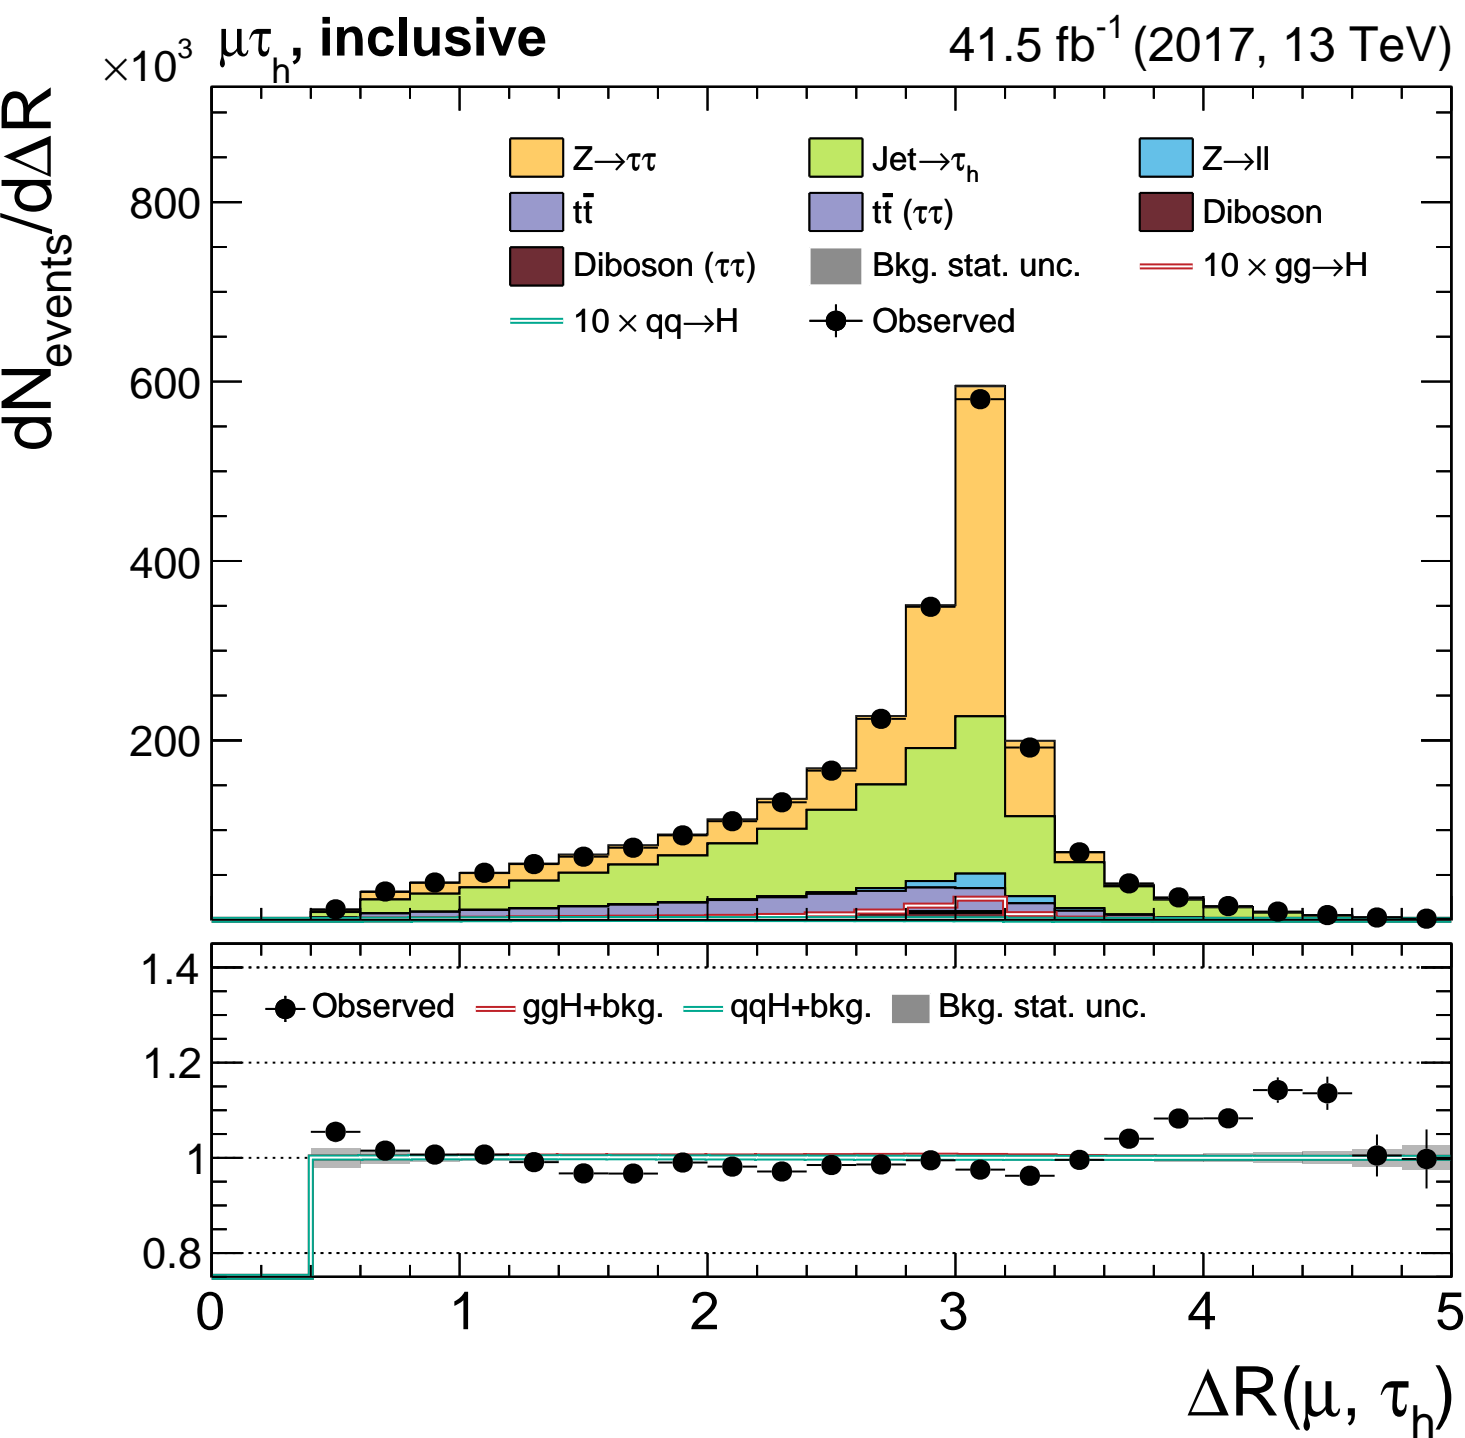 ×10³ μτₕ, inclusive 41.5 fb⁻¹ (2017, 13 TeV)
dN_events/dΔR
Z→ττ Jet→τₕ Z→ll
tt̄ tt̄ (ττ) Diboson
Diboson (ττ) Bkg. stat. unc. 10 × gg→H
10 × qq→H Observed
800
600
400
200
1.4
Observed ggH+bkg. qqH+bkg. Bkg. stat. unc.
1.2
1
0.8
0 1 2 3 4 5
ΔR(μ, τₕ)